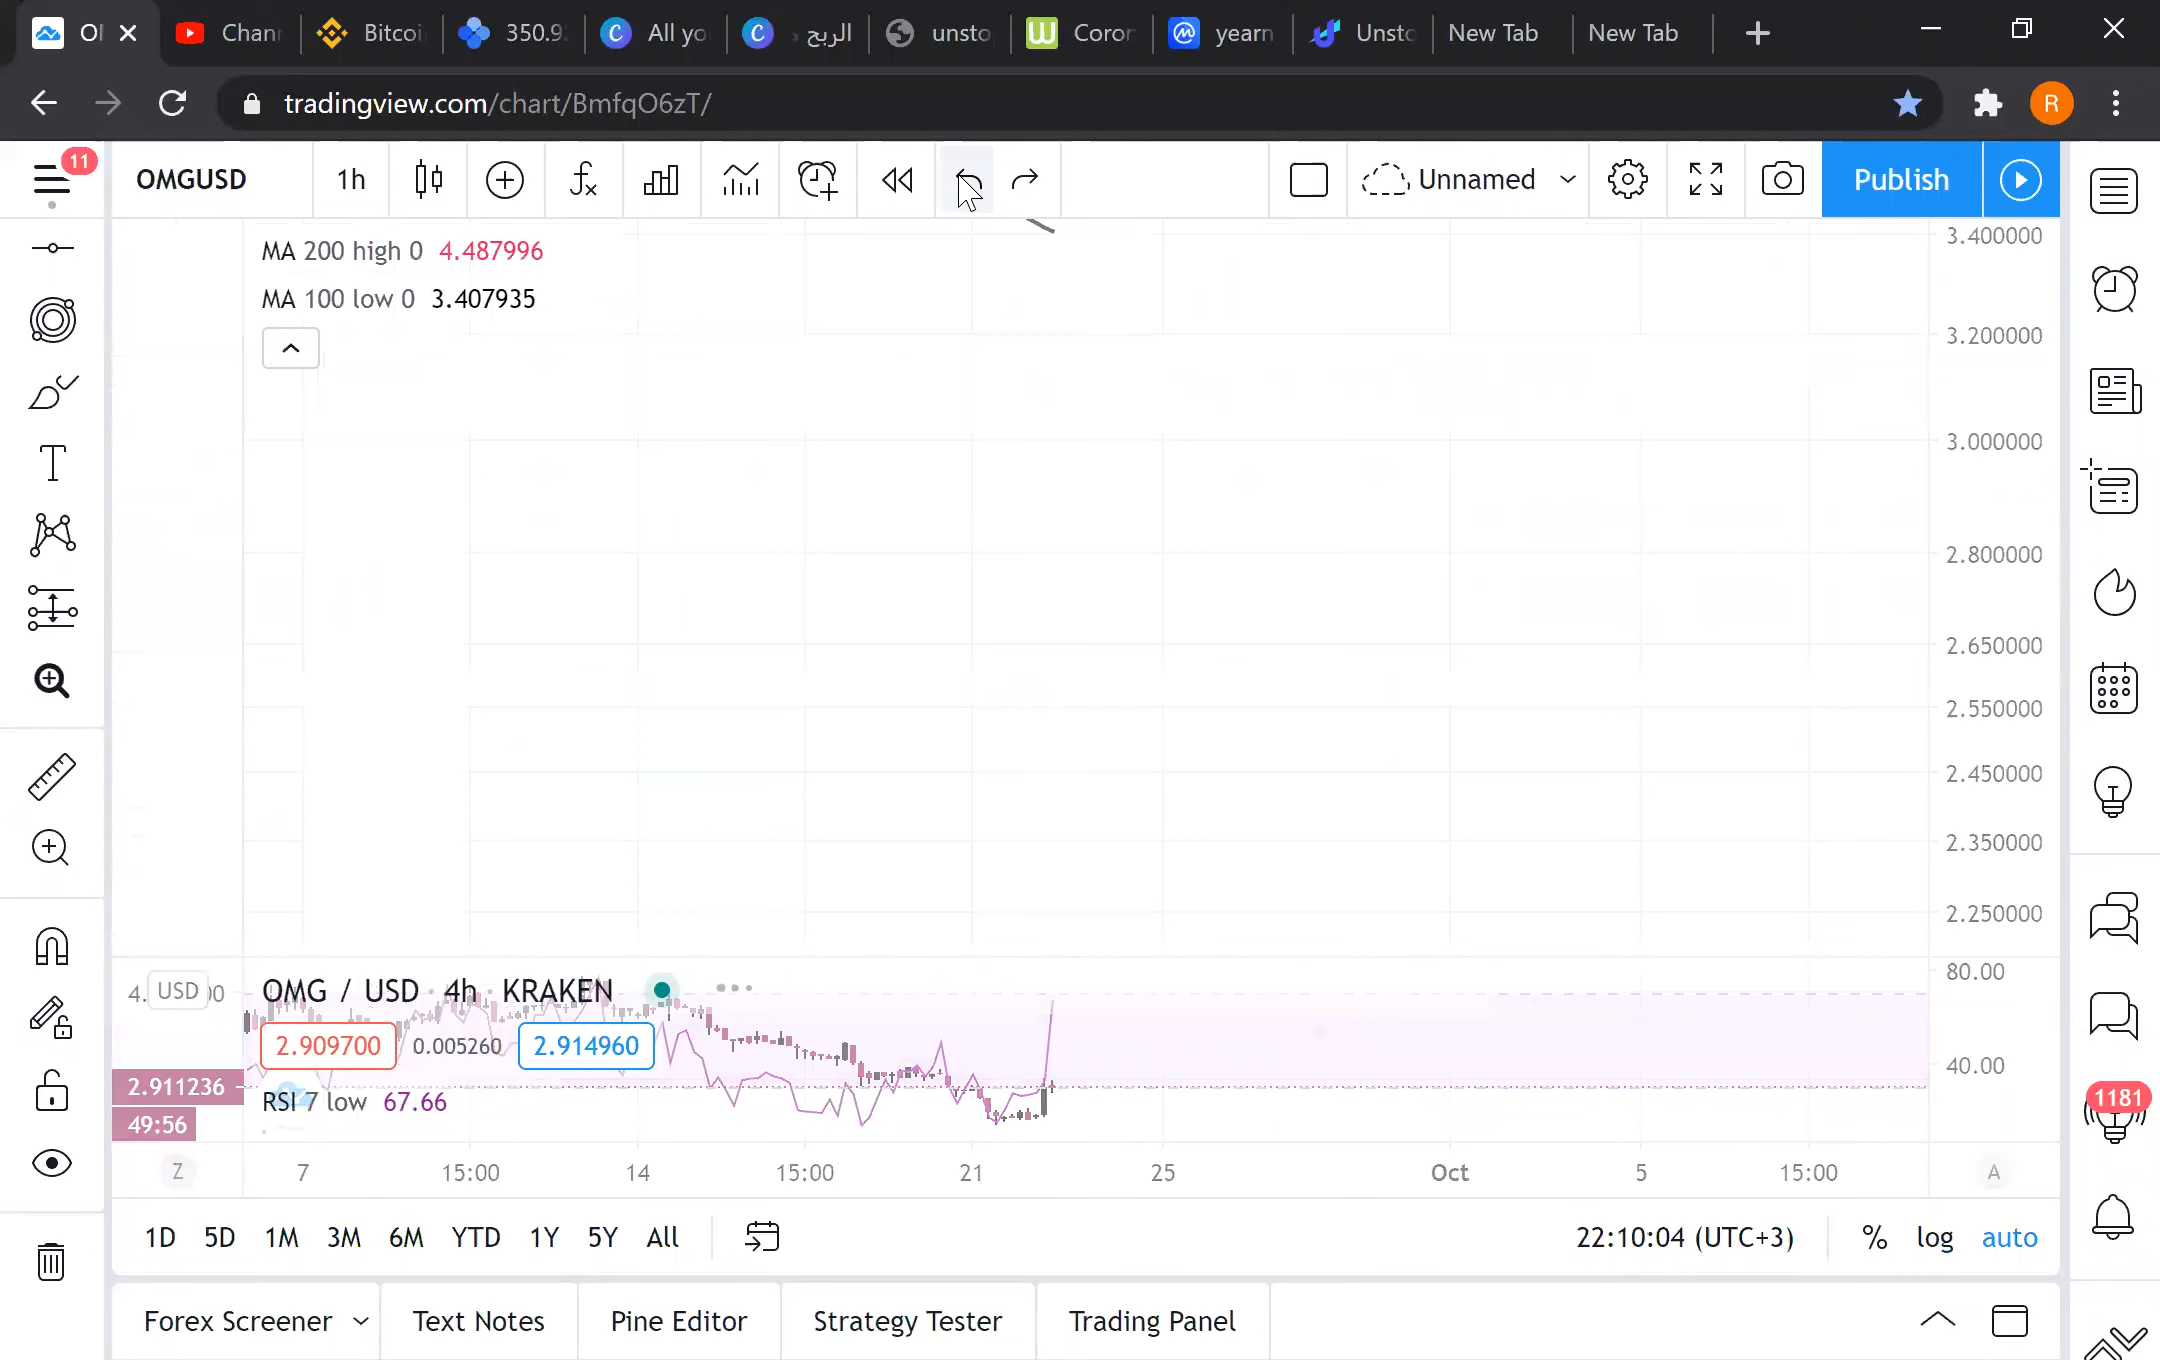 Ol
Chan
Bitcoi
350.9
All yo
الربح
unsto
Coror
yearn
Unsto
New Tab
New Tab
tradingview.com/chart/BmfqO6zT/
R
11
OMGUSD
1h
Unnamed
Publish
MA 200 high 0 4.487996
MA 100 low 0 3.407935
3.400000
3.200000
3.000000
2.800000
2.650000
2.550000
2.450000
2.350000
2.250000
80.00
40.00
USD
OMG / USD · 4h · KRAKEN
2.909700 0.005260 2.914960
2.911236
49:56
RSI 7 low 67.66
1181
Z
7 15:00 14 15:00 21 25 Oct 5 15:00
A
1D 5D 1M 3M 6M YTD 1Y 5Y All
22:10:04 (UTC+3)
% log auto
Forex Screener
Text Notes
Pine Editor
Strategy Tester
Trading Panel